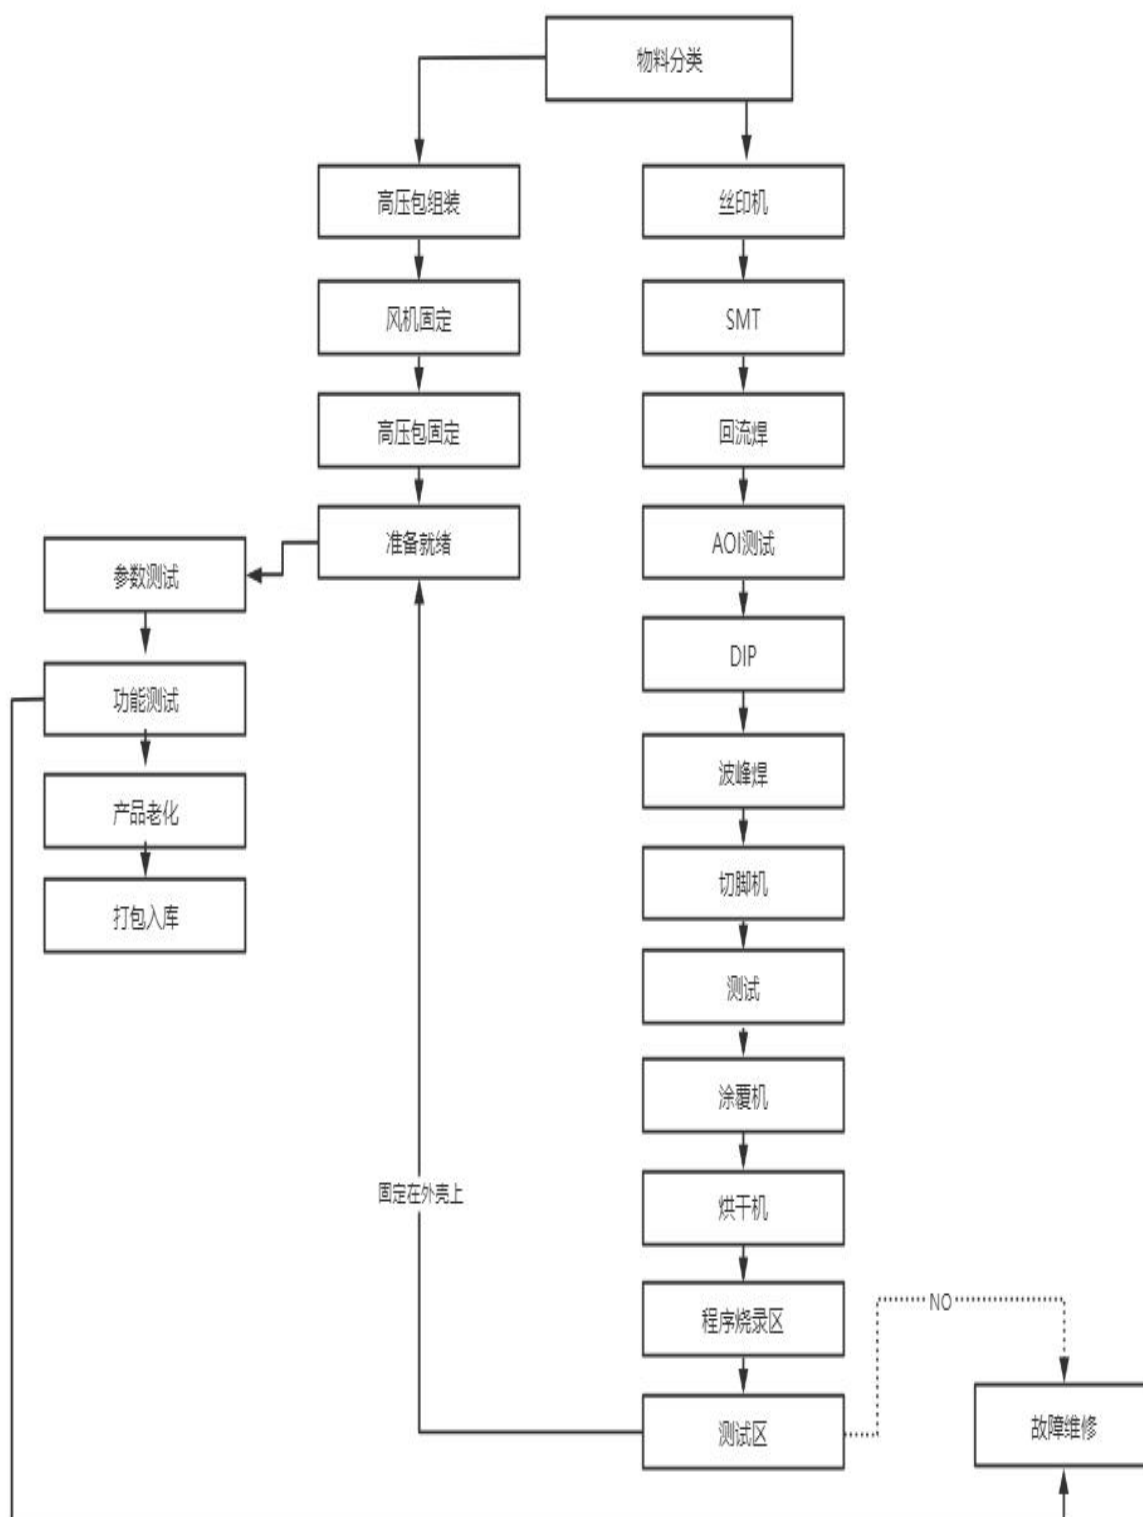 物料分类
高压包组装
丝印机
风机固定
SMT
高压包固定
回流焊
准备就绪
AOI测试
参数测试
DIP
功能测试
波峰焊
产品老化
切脚机
打包入库
测试
涂覆机
固定在外壳上
烘干机
NO
程序烧录区
测试区
故障维修